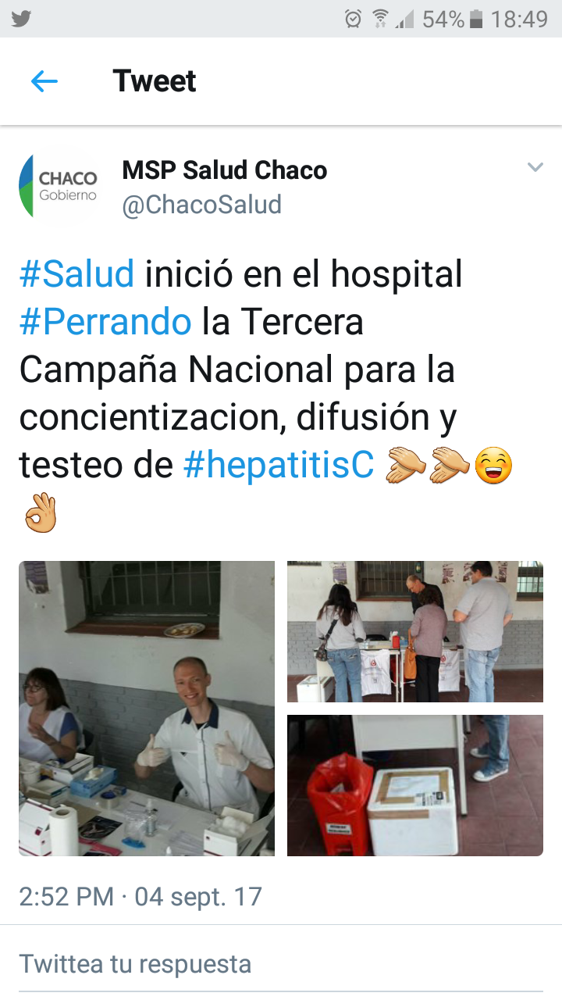 54% 18:49
Tweet
CHACO
Gobierno
MSP Salud Chaco
@ChacoSalud
#Salud inició en el hospital
#Perrando la Tercera
Campaña Nacional para la
concientizacion, difusión y
testeo de #hepatitisC 👏👏😁
👌
2:52 PM · 04 sept. 17
Twittea tu respuesta